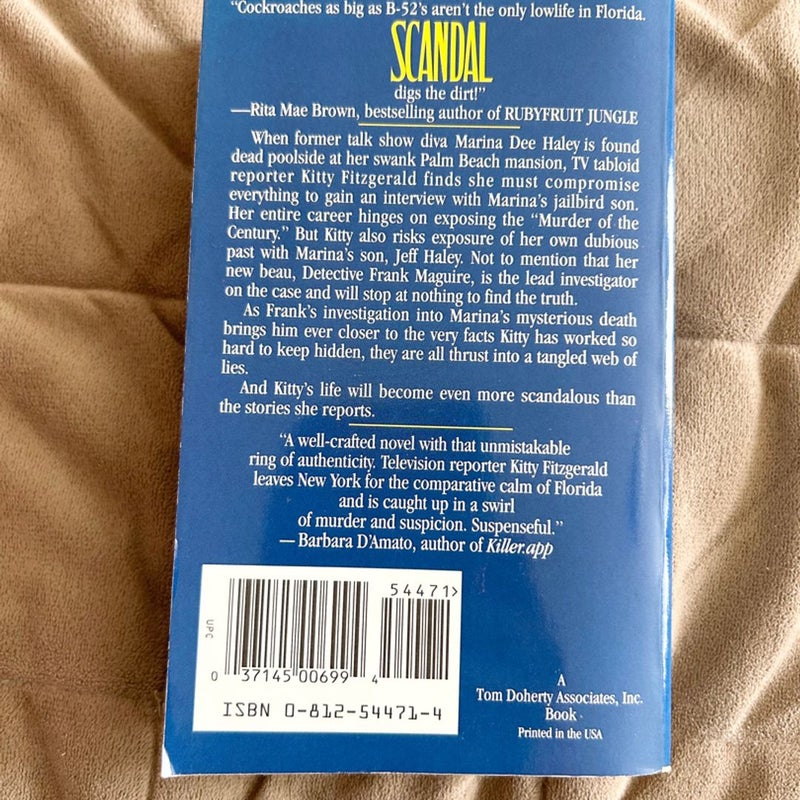 "Cockroaches as big as B-52's aren't the only lowlife in Florida.
SCANDAL
digs the dirt!"
—Rita Mae Brown, bestselling author of RUBYFRUIT JUNGLE
When former talk show diva Marina Dee Haley is found
dead poolside at her swank Palm Beach mansion, TV tabloid
reporter Kitty Fitzgerald finds she must compromise
everything to gain an interview with Marina's jailbird son.
Her entire career hinges on exposing the "Murder of the
Century." But Kitty also risks exposure of her own dubious
past with Marina's son, Jeff Haley. Not to mention that her
new beau, Detective Frank Maguire, is the lead investigator
on the case and will stop at nothing to find the truth.
As Frank's investigation into Marina's mysterious death
brings him ever closer to the very facts Kitty has worked so
hard to keep hidden, they are all thrust into a tangled web of
lies.
And Kitty's life will become even more scandalous than
the stories she reports.
"A well-crafted novel with that unmistakable
ring of authenticity. Television reporter Kitty Fitzgerald
leaves New York for the comparative calm of Florida
and is caught up in a swirl
of murder and suspicion. Suspenseful."
— Barbara D'Amato, author of Killer.app
54471>
UPC
0 37145 00699 4
ISBN 0-812-54471-4
A
Tom Doherty Associates, Inc.
Book
Printed in the USA